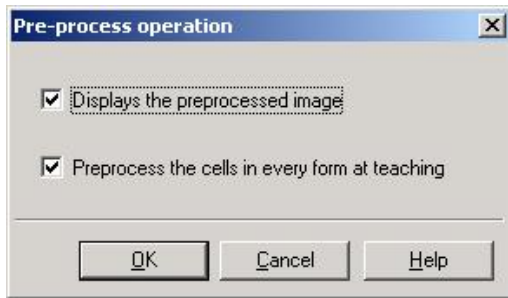 Pre-process operation
Displays the preprocessed image
Preprocess the cells in every form at teaching
OK Cancel Help